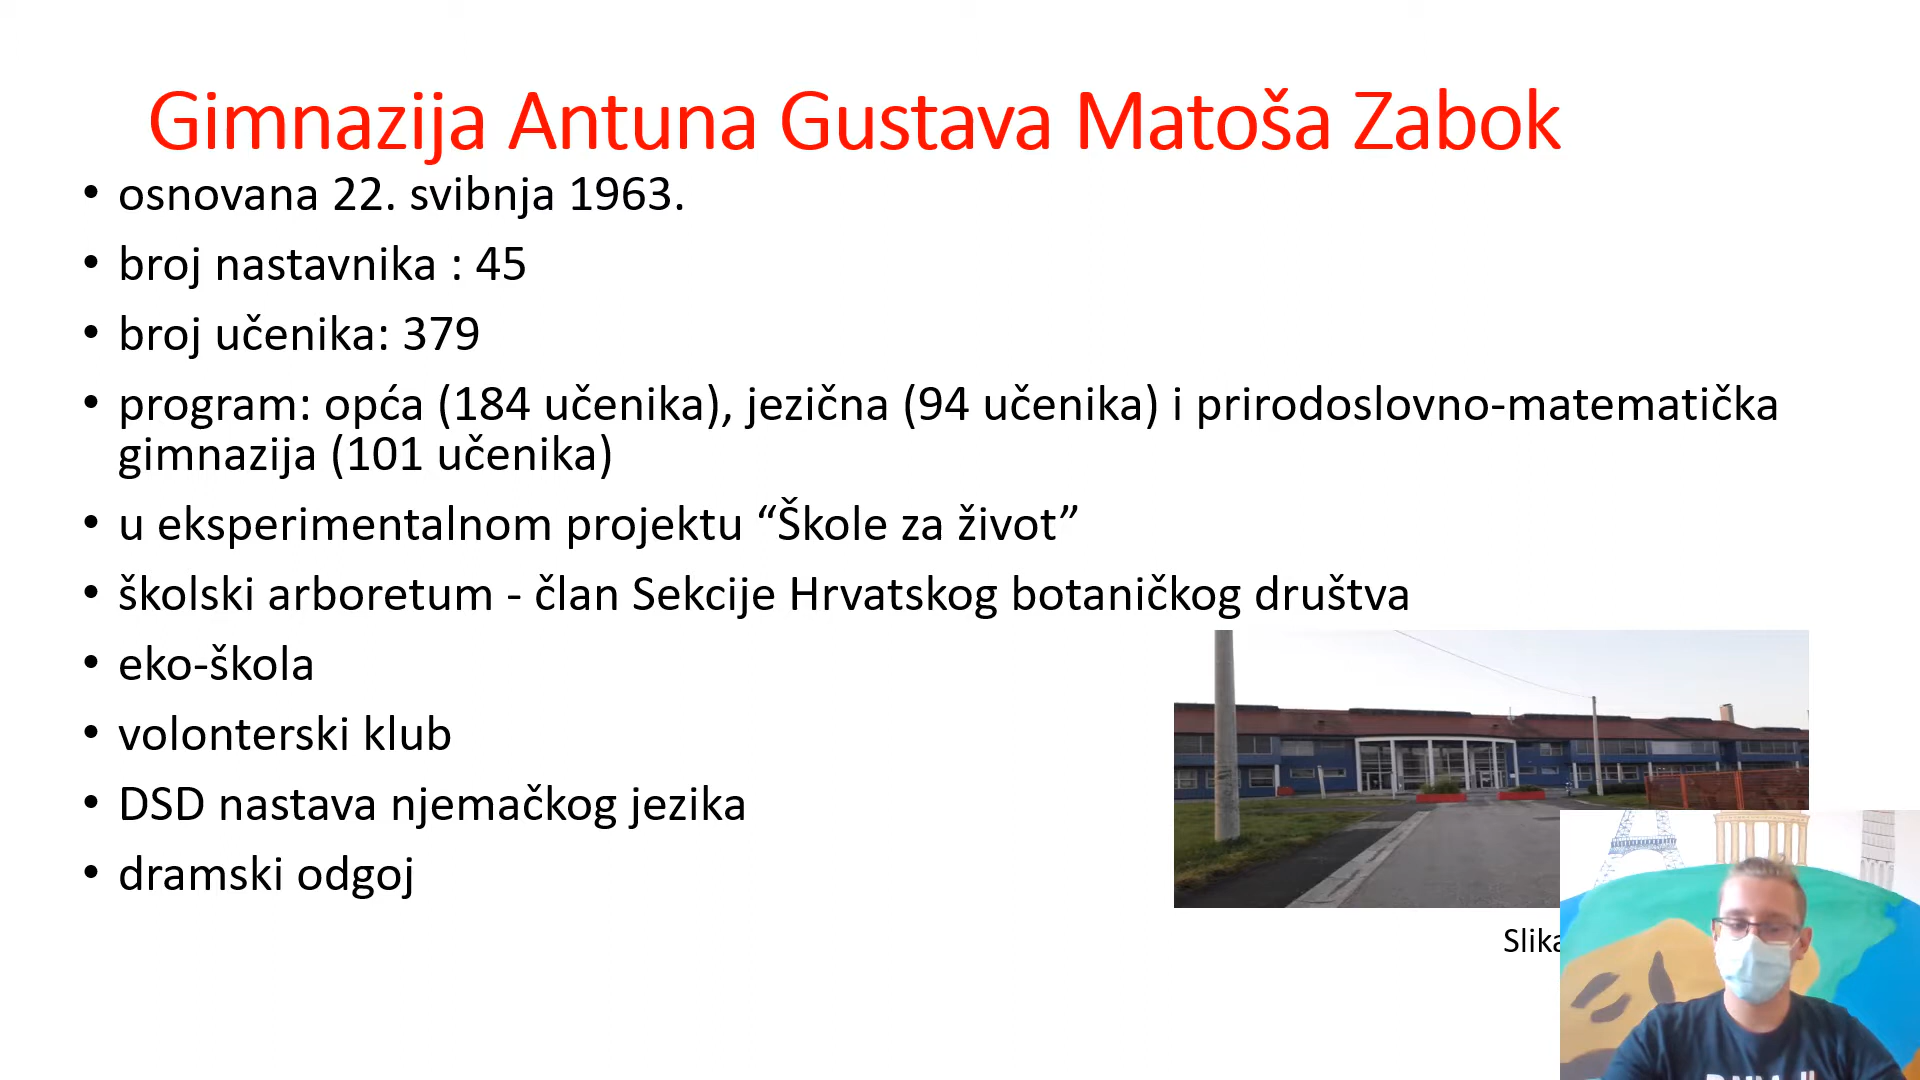 Gimnazija Antuna Gustava Matoša Zabok
• osnovana 22. svibnja 1963.
• broj nastavnika : 45
• broj učenika: 379
• program: opća (184 učenika), jezična (94 učenika) i prirodoslovno-matematička
gimnazija (101 učenika)
• u eksperimentalnom projektu “Škole za život”
• školski arboretum - član Sekcije Hrvatskog botaničkog društva
• eko-škola
• volonterski klub
• DSD nastava njemačkog jezika
• dramski odgoj